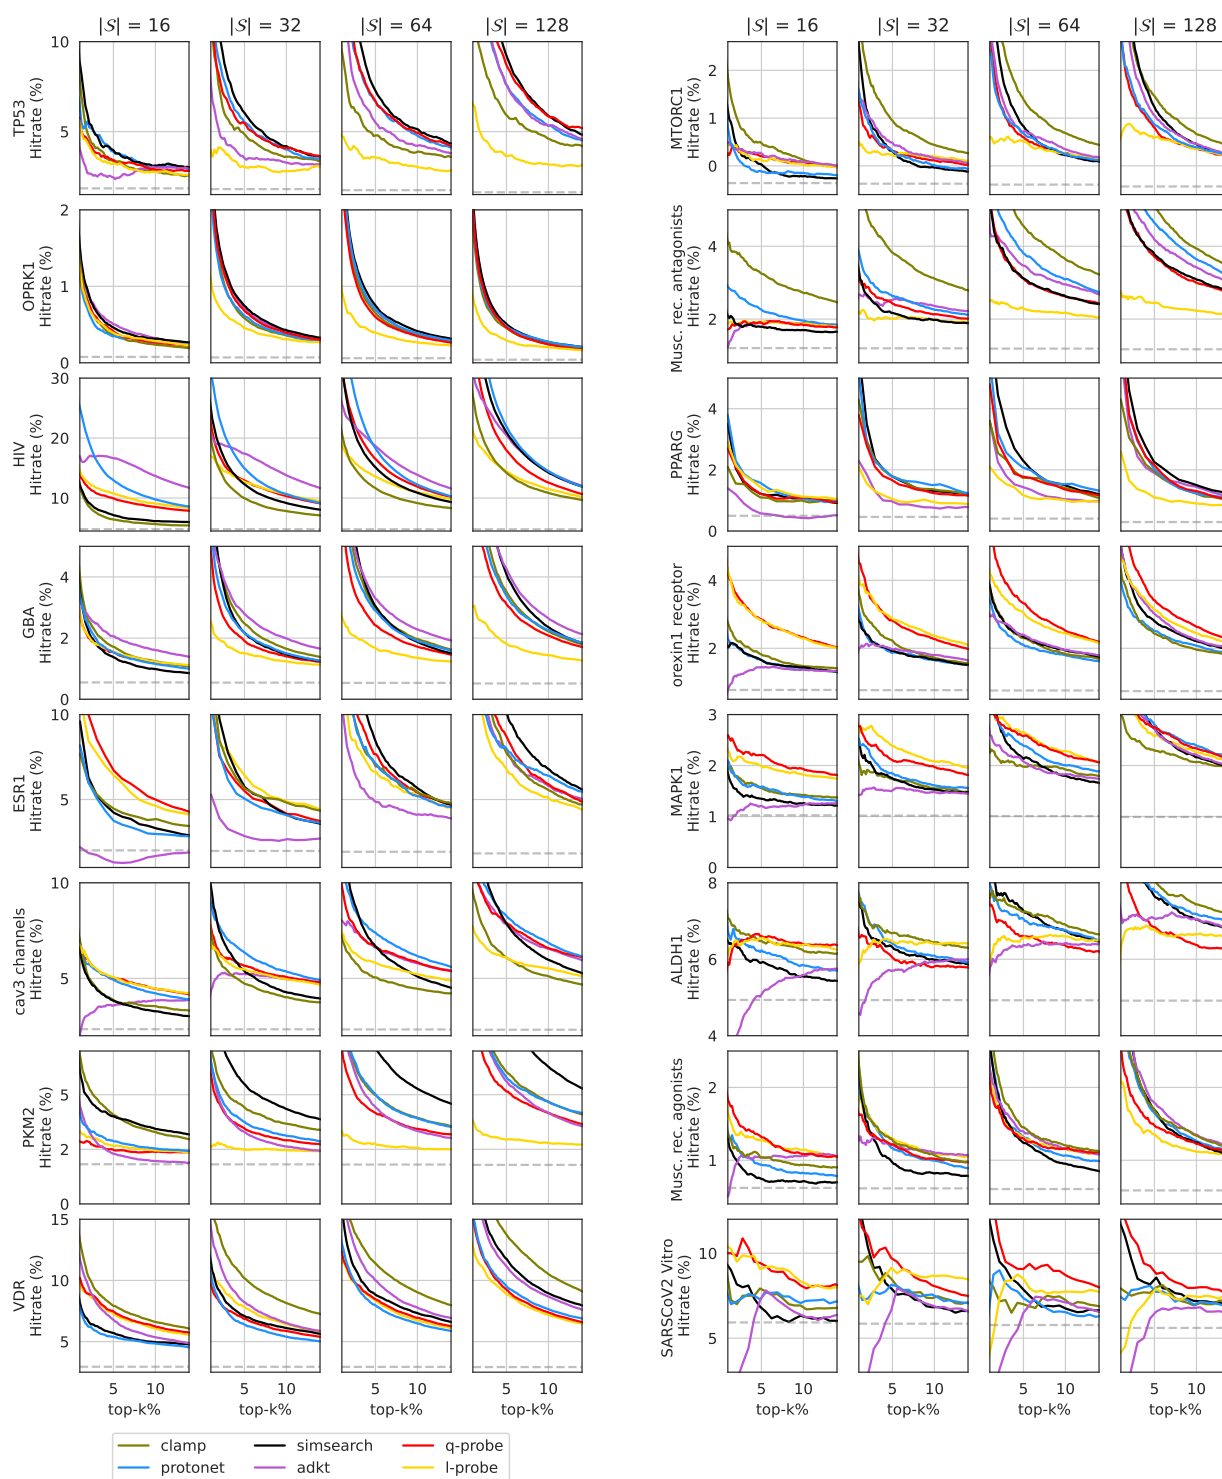 |S| = 16 |S| = 32 |S| = 64 |S| = 128
TP53
Hitrate (%)
10
5
OPRK1
Hitrate (%)
2
1
0
HIV
Hitrate (%)
30
20
10
GBA
Hitrate (%)
4
2
0
ESR1
Hitrate (%)
10
5
cav3 channels
Hitrate (%)
10
5
PKM2
Hitrate (%)
5
2
0
VDR
Hitrate (%)
15
10
5
5 10 5 10 5 10 5 10
top-k% top-k% top-k% top-k%
|S| = 16 |S| = 32 |S| = 64 |S| = 128
MTORC1
Hitrate (%)
2
1
0
Musc. rec. antagonists
Hitrate (%)
4
2
PPARG
Hitrate (%)
4
2
0
orexin1 receptor
Hitrate (%)
4
2
MAPK1
Hitrate (%)
3
2
1
0
ALDH1
Hitrate (%)
8
6
4
Musc. rec. agonists
Hitrate (%)
2
1
SARSCoV2 Vitro
Hitrate (%)
10
5
5 10 5 10 5 10 5 10
top-k% top-k% top-k% top-k%
clamp simsearch q-probe
protonet adkt l-probe